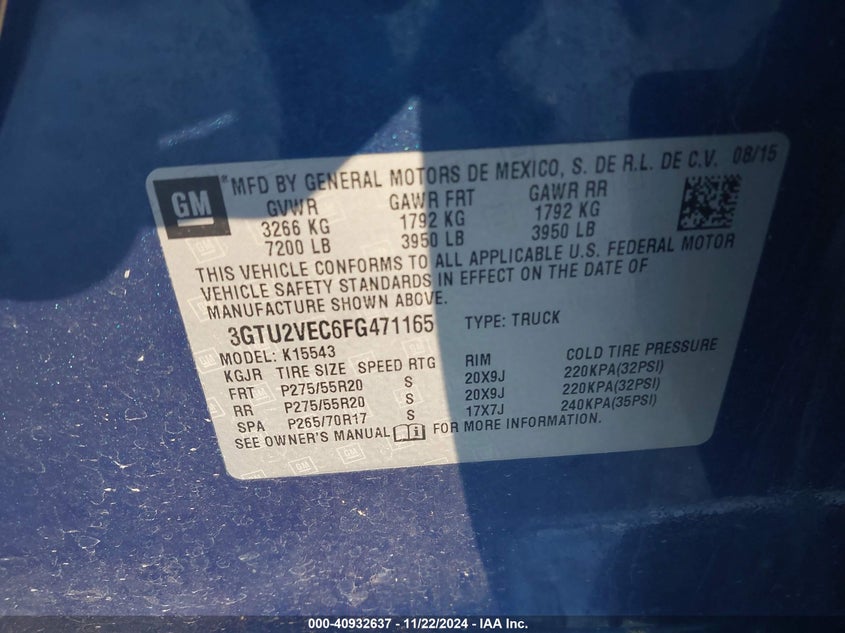 GM *MFD BY GENERAL MOTORS DE MEXICO, S. DE R.L. DE C.V. 08/15
GVWR GAWR FRT GAWR RR
3266 KG 1792 KG 1792 KG
7200 LB 3950 LB 3950 LB
THIS VEHICLE CONFORMS TO ALL APPLICABLE U.S. FEDERAL MOTOR
VEHICLE SAFETY STANDARDS IN EFFECT ON THE DATE OF
MANUFACTURE SHOWN ABOVE.
3GTU2VEC6FG471165 TYPE: TRUCK
MODEL: K15543
KGJR TIRE SIZE SPEED RTG RIM COLD TIRE PRESSURE
FRT P275/55R20 S 20X9J 220KPA(32PSI)
RR P275/55R20 S 20X9J 220KPA(32PSI)
SPA P265/70R17 S 17X7J 240KPA(35PSI)
SEE OWNER'S MANUAL FOR MORE INFORMATION.
000-40932637 - 11/22/2024 - IAA Inc.